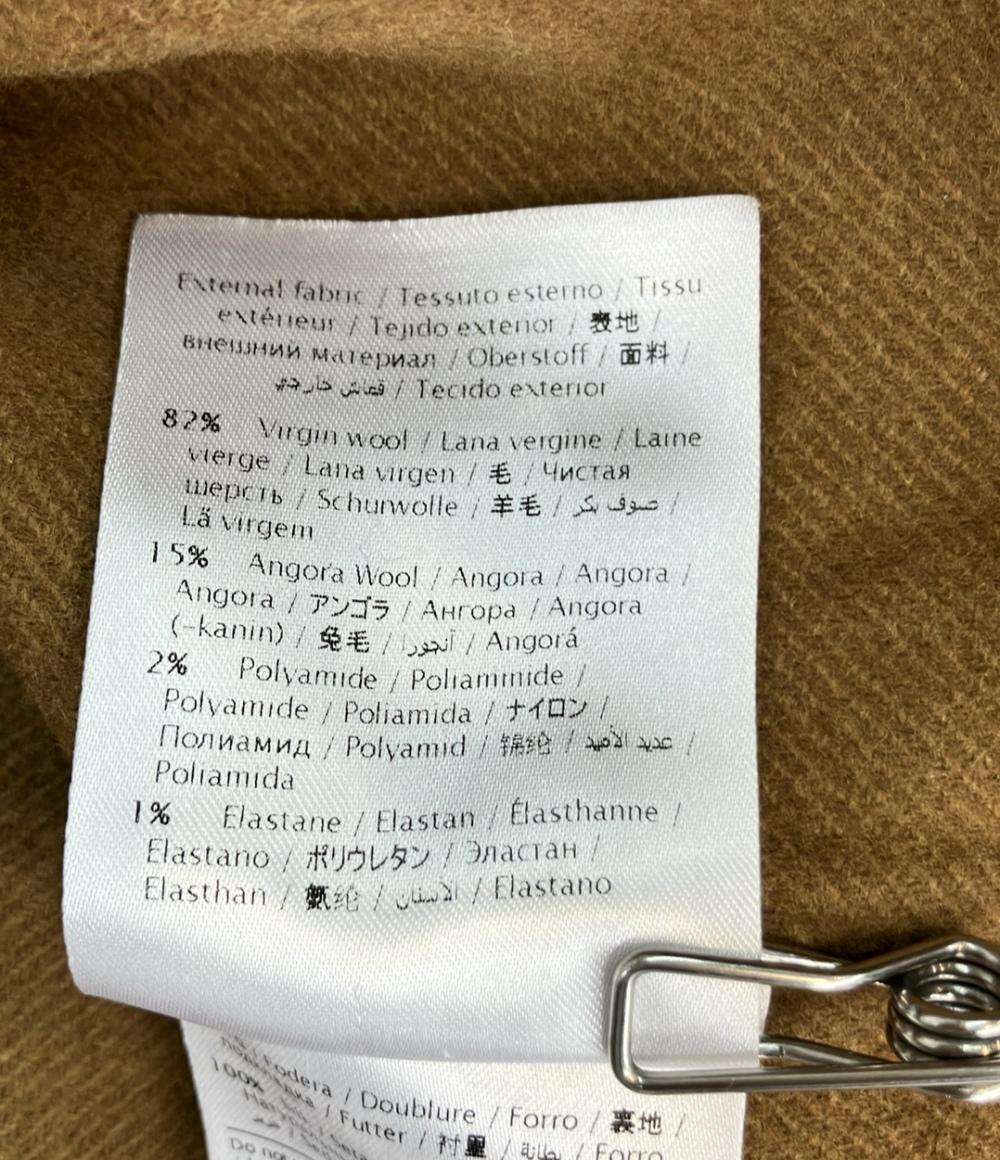 External fabric / Tessuto esterno / Tissu
extérieur / Tejido exterior / 表地 /
внешний материал / Oberstoff / 面料 /
قماش خارجي / Tecido exterior
82% Virgin wool / Lana vergine / Laine
vierge / Lana virgen / 毛 / Чистая
шерсть / Schurwolle / 羊毛 / صوف بكر /
Lã virgem
15% Angora Wool / Angora / Angora /
Angora / アンゴラ / Ангора / Angora
(-kanin) / 兔毛 / أنجورا / Angorá
2% Polyamide / Poliammide /
Polyamide / Poliamida / ナイロン /
Полиамид / Polyamid / 锦纶 / عديد الأميد /
Poliamida
1% Elastane / Elastan / Élasthanne /
Elastano / ポリウレタン / Эластан /
Elasthan / 氨纶 / الأستان / Elastano
/ Fodera / Doublure / Forro / 裏地 /
/ Futter / 衬里 / بطانة / Forro
100%
Do not